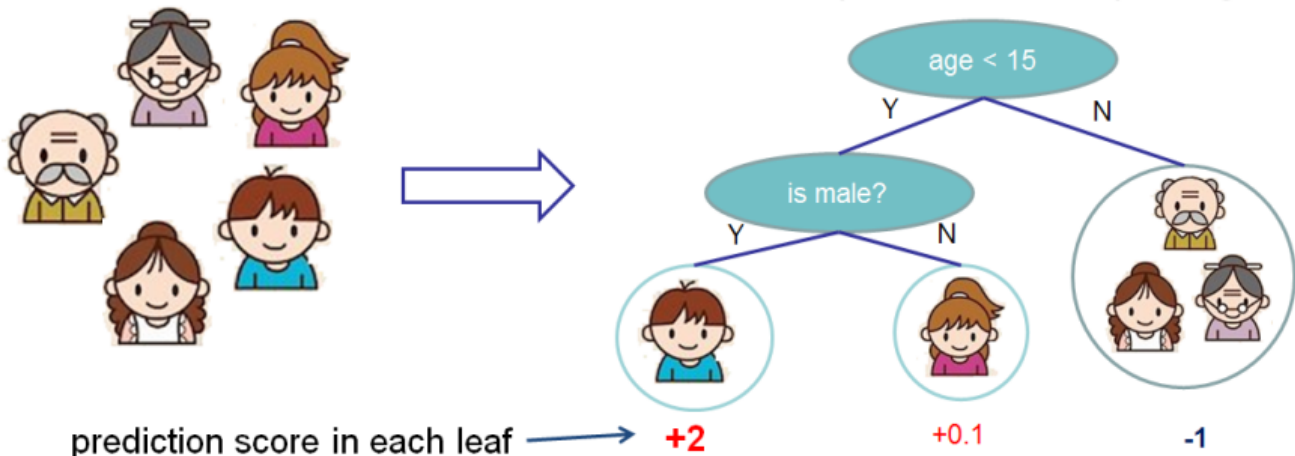 age < 15
Y
N
is male?
Y
N
prediction score in each leaf
+2
+0.1
-1